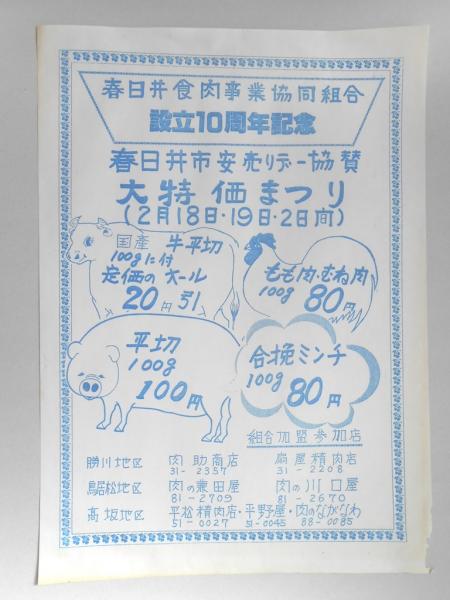 春日井食肉事業協同組合
設立10周年記念
春日井市安売りデー協賛
大特価まつり
(2月18日・19日・2日間)
国産 牛平切
100gに付
定価のオール
20円引
もも肉・むね肉
100g 80円
平切
100g
100円
合挽ミンチ
100g 80円
組合加盟参加店
勝川地区 肉助商店 扇屋精肉店
31-2357 31-2208
鳥居松地区 肉の兼田屋 肉の川口屋
81-2709 81-2670
高坂地区 平松精肉店・平野屋・肉のながなわ
51-0027 51-0045 88-0085